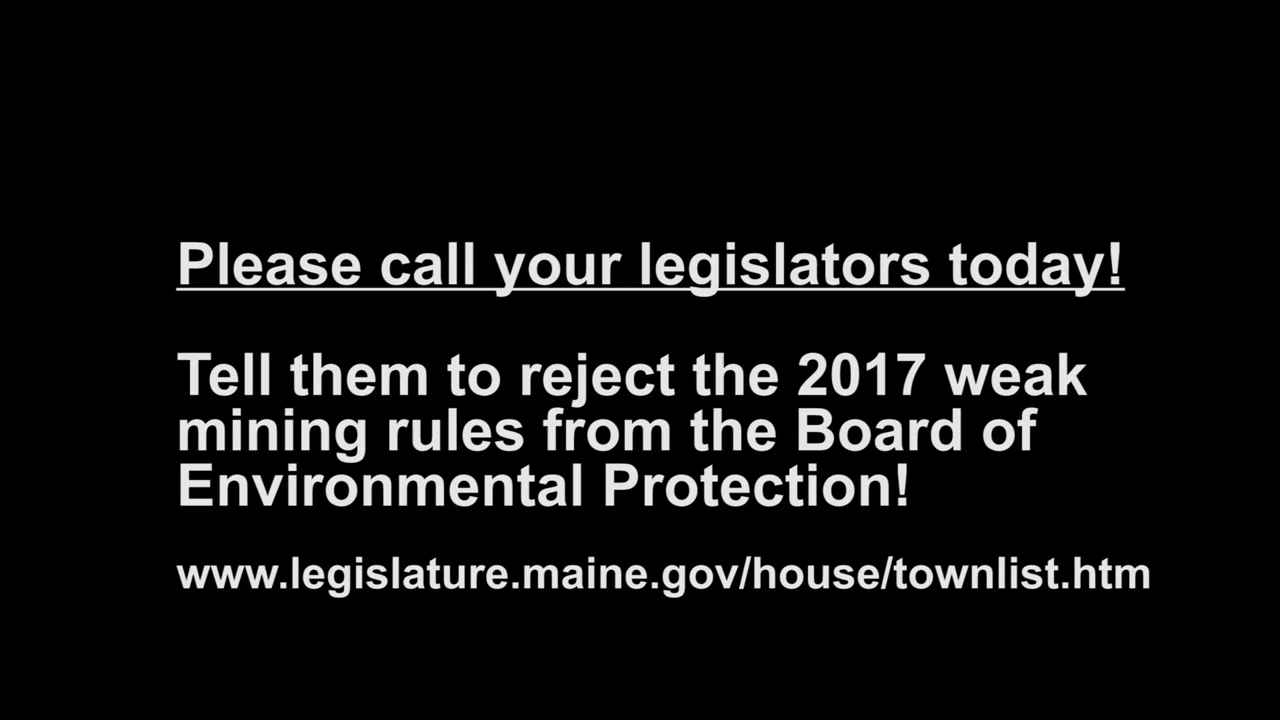 Please call your legislators today!
Tell them to reject the 2017 weak
mining rules from the Board of
Environmental Protection!
www.legislature.maine.gov/house/townlist.htm